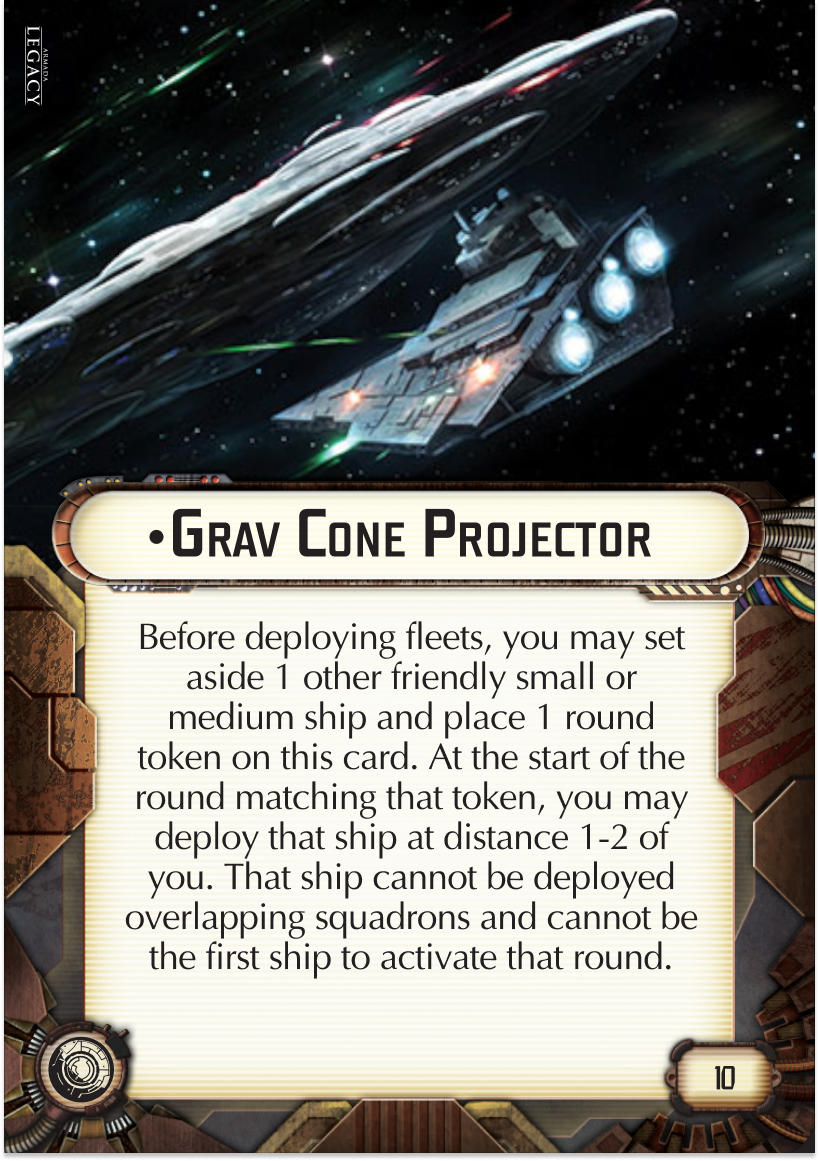 ARMADA
LEGACY
•GRAV CONE PROJECTOR
Before deploying fleets, you may set
aside 1 other friendly small or
medium ship and place 1 round
token on this card. At the start of the
round matching that token, you may
deploy that ship at distance 1-2 of
you. That ship cannot be deployed
overlapping squadrons and cannot be
the first ship to activate that round.
10